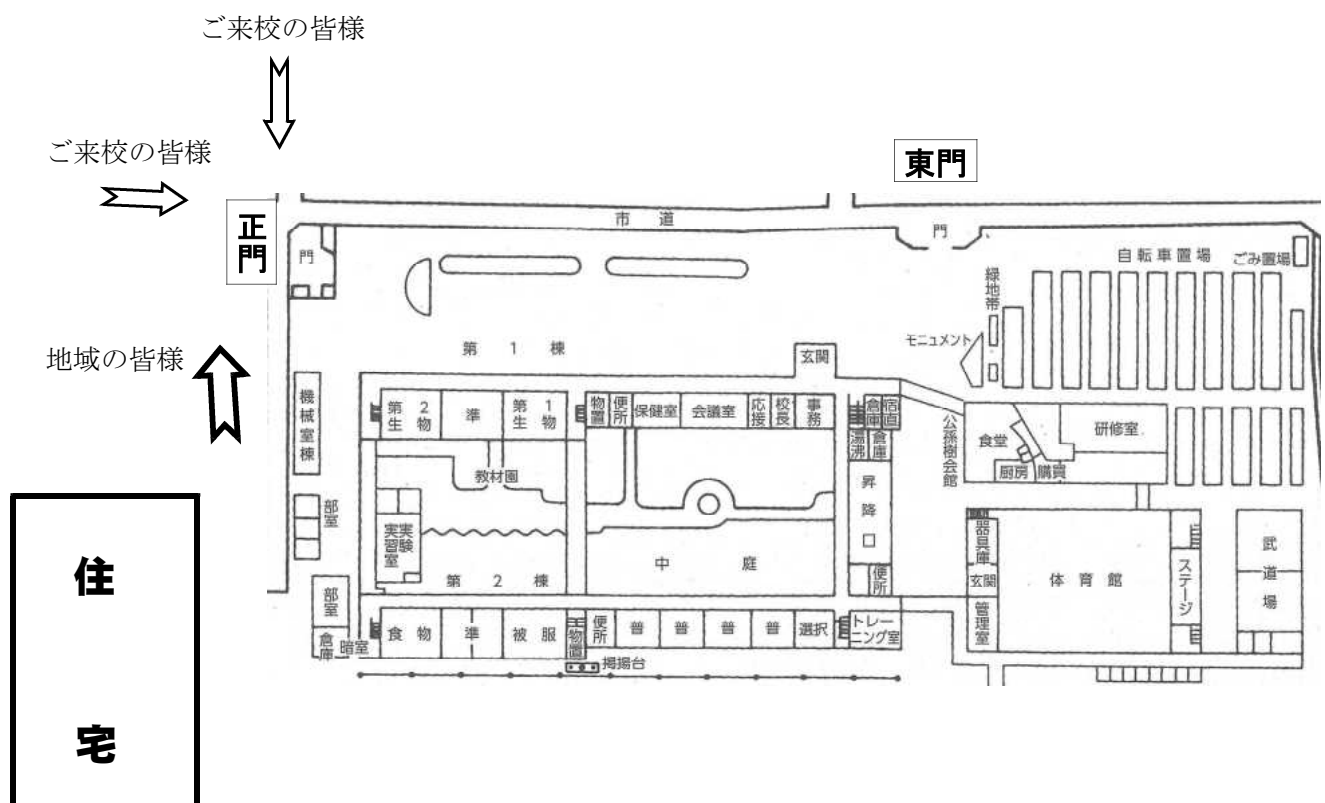 ご来校の皆様
ご来校の皆様
東門
正門
市道
門
門
自転車置場
ごみ置場
緑地帯
モニュメント
地域の皆様
第1棟
玄関
機械室棟
第2生物
準
第1生物
物置
便所
保健室
会議室
応接
校長
事務
倉庫
宿直
湯沸
倉庫
公孫樹会館
食堂
厨房
購買
研修室
教材園
昇降口
部室
実験実習室
中庭
第2棟
便所
器具庫
玄関
管理室
体育館
ステージ
武道場
部室
倉庫
暗室
食物
準
被服
物置
便所
普
普
普
普
選択
トレーニング室
掲揚台
住宅